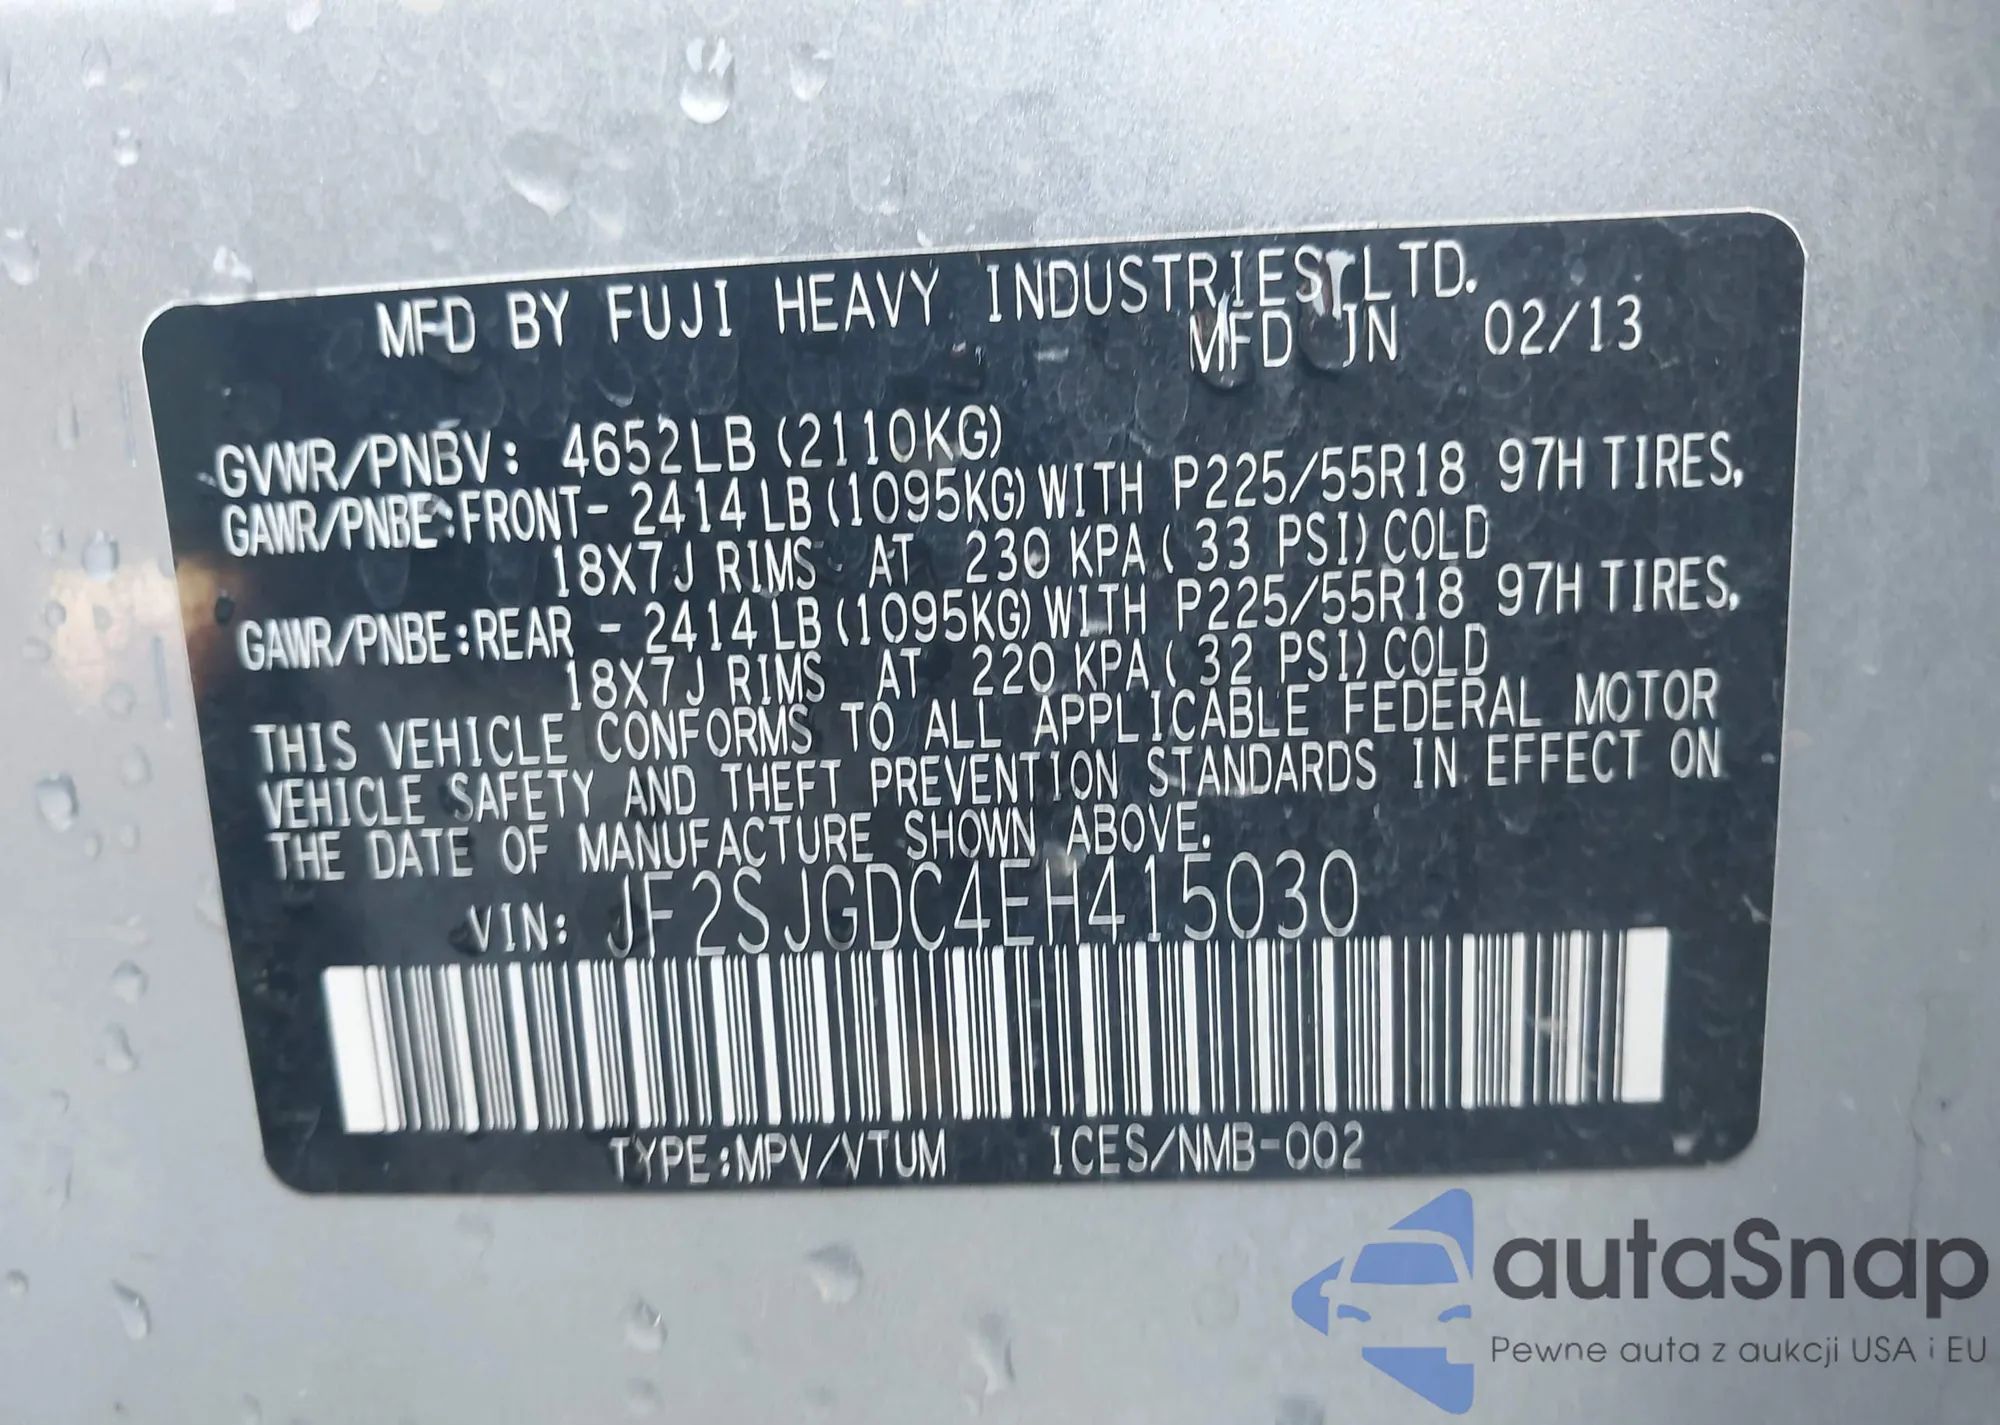 MFD BY FUJI HEAVY INDUSTRIES LTD.
MFD IN 02/13
GVWR/PNBV: 4652LB (2110KG)
GAWR/PNBE:FRONT- 2414LB(1095KG)WITH P225/55R18 97H TIRES,
18X7J RIMS AT 230 KPA( 33 PSI)COLD
GAWR/PNBE:REAR - 2414LB(1095KG)WITH P225/55R18 97H TIRES,
18X7J RIMS AT 220 KPA( 32 PSI)COLD
THIS VEHICLE CONFORMS TO ALL APPLICABLE FEDERAL MOTOR
VEHICLE SAFETY AND THEFT PREVENTION STANDARDS IN EFFECT ON
THE DATE OF MANUFACTURE SHOWN ABOVE.
VIN: JF2SJGDC4EH415030
TYPE:MPV/VTUM ICES/NMB-002
autaSnap
Pewne auta z aukcji USA i EU